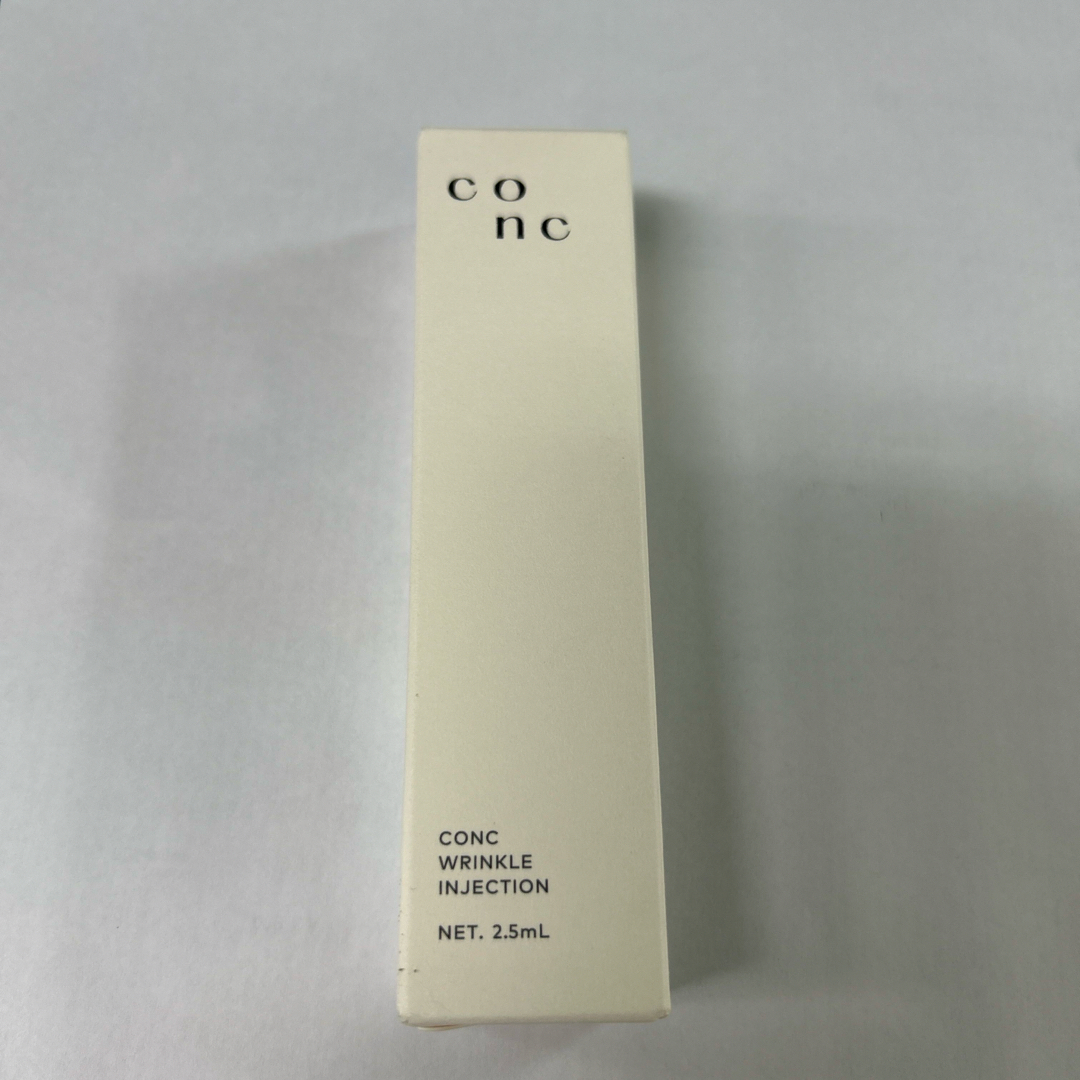 co
nc
CONC
WRINKLE
INJECTION
NET. 2.5mL